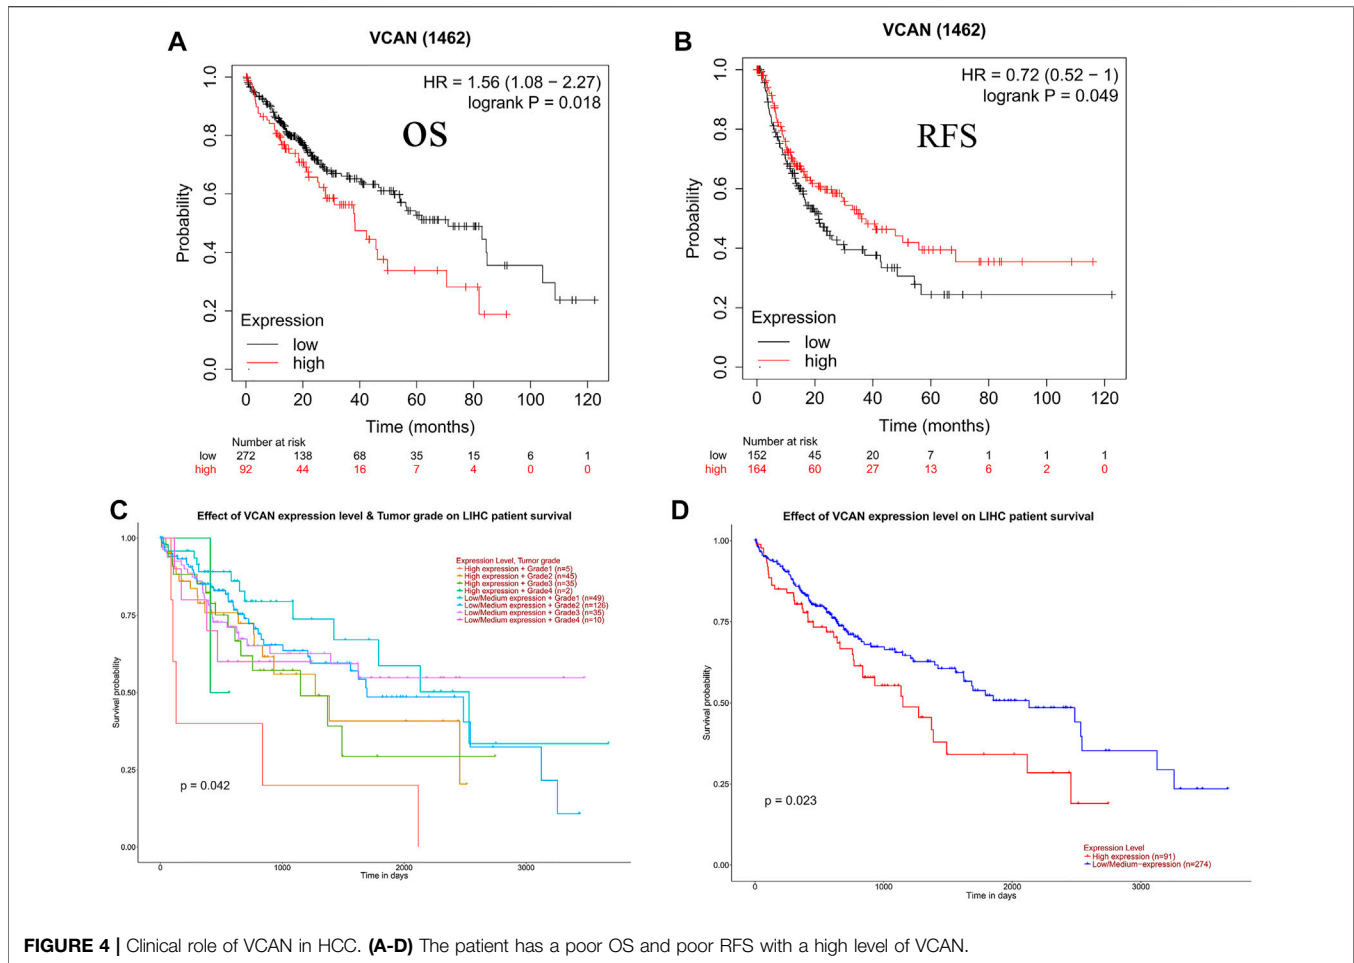 A
VCAN (1462)
HR = 1.56 (1.08 − 2.27)
logrank P = 0.018
OS
Probability
1.0
0.8
0.6
0.4
0.2
0.0
Expression
low
high
0 20 40 60 80 100 120
Time (months)
Number at risk
low 272 138 68 35 15 6 1
high 92 44 16 7 4 0 0
B
VCAN (1462)
HR = 0.72 (0.52 − 1)
logrank P = 0.049
RFS
Probability
1.0
0.8
0.6
0.4
0.2
0.0
Expression
low
high
0 20 40 60 80 100 120
Time (months)
Number at risk
low 152 45 20 7 1 1 1
high 164 60 27 13 6 2 0
C
Effect of VCAN expression level & Tumor grade on LIHC patient survival
Survival probability
1.00
0.75
0.50
0.25
0.00
Expression Level, Tumor grade
High expression + Grade1 (n=5)
High expression + Grade2 (n=45)
High expression + Grade3 (n=35)
High expression + Grade4 (n=2)
Low/Medium expression + Grade1 (n=49)
Low/Medium expression + Grade2 (n=126)
Low/Medium expression + Grade3 (n=35)
Low/Medium expression + Grade4 (n=10)
p = 0.042
0 1000 2000 3000
Time in days
D
Effect of VCAN expression level on LIHC patient survival
Survival probability
1.00
0.75
0.50
0.25
0.00
p = 0.023
Expression Level
High expression (n=91)
Low/Medium−expression (n=274)
0 1000 2000 3000
Time in days
FIGURE 4 | Clinical role of VCAN in HCC. (A-D) The patient has a poor OS and poor RFS with a high level of VCAN.